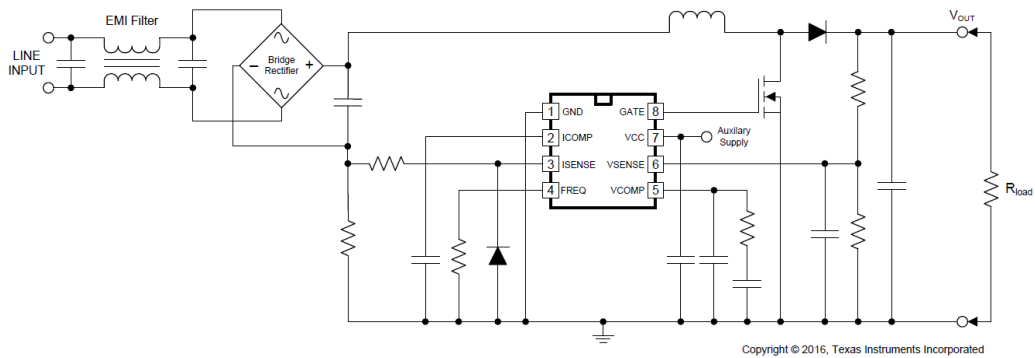 EMI Filter
LINE
INPUT
Bridge
Rectifier
–
+
VOUT
1 GND
2 ICOMP
3 ISENSE
4 FREQ
GATE 8
VCC 7
VSENSE 6
VCOMP 5
Auxilary
Supply
Rload
Copyright © 2016, Texas Instruments Incorporated